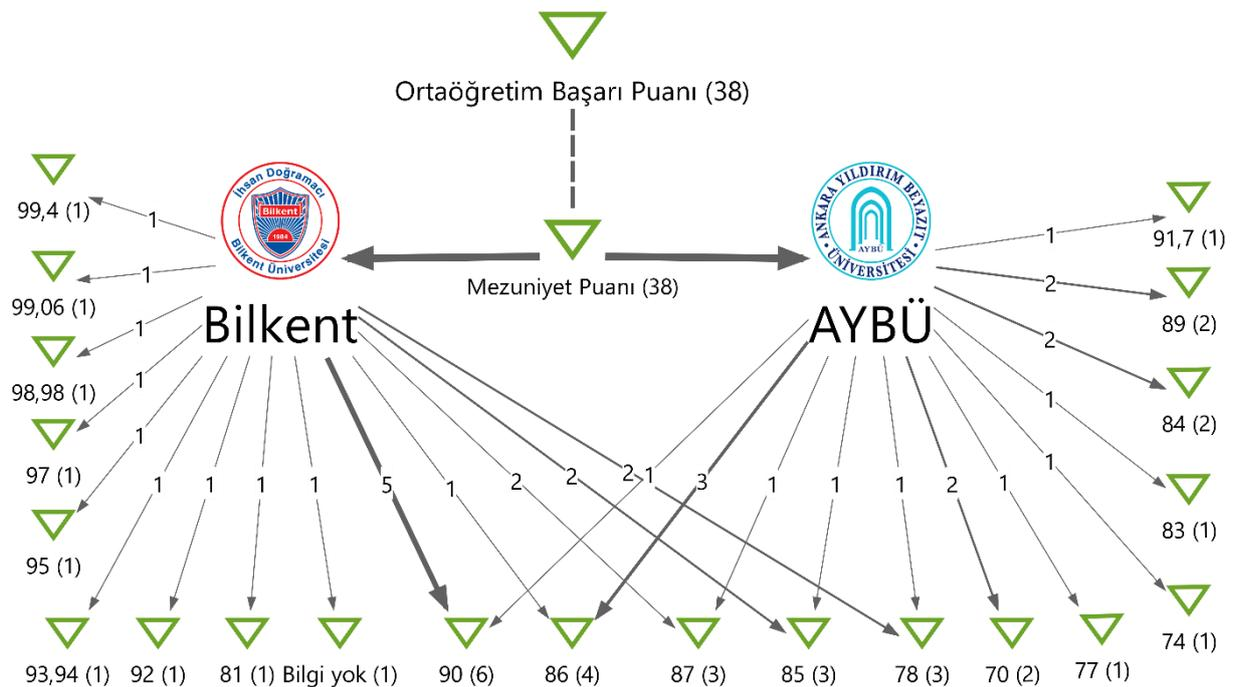 Ortaöğretim Başarı Puanı (38)
Mezuniyet Puanı (38)
İhsan Doğramacı
Bilkent
1984
Bilkent Üniversitesi
Bilkent
ANKARA YILDIRIM BEYAZIT
AYBÜ
• ÜNİVERSİTESİ •
AYBÜ
1
99,4 (1)
1
99,06 (1)
1
98,98 (1)
1
97 (1)
1
95 (1)
1
91,7 (1)
2
89 (2)
2
84 (2)
1
83 (1)
1
74 (1)
1 1 1 1 5 1 2 2 2 1 3 1 1 1 2 1
93,94 (1) 92 (1) 81 (1) Bilgi yok (1) 90 (6) 86 (4) 87 (3) 85 (3) 78 (3) 70 (2) 77 (1)